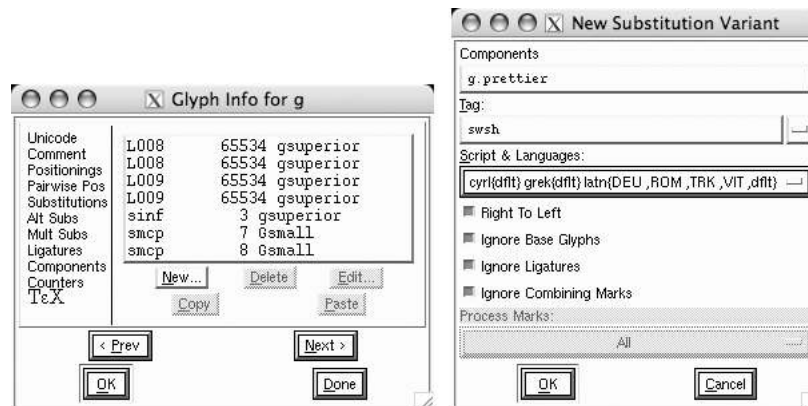 Glyph Info for g
Unicode
Comment
Positionings
Pairwise Pos
Substitutions
Alt Subs
Mult Subs
Ligatures
Components
Counters
TεX
L008 65534 gsuperior
L008 65534 gsuperior
L009 65534 gsuperior
L009 65534 gsuperior
sinf 3 gsuperior
smcp 7 Gsmall
smcp 8 Gsmall
New... Delete Edit...
Copy Paste
< Prev Next >
OK Done
X New Substitution Variant
Components
g.prettier
Tag:
swsh
Script & Languages:
cyrl{dflt} grek{dflt} latn{DEU ,ROM ,TRK ,VIT ,dflt}
Right To Left
Ignore Base Glyphs
Ignore Ligatures
Ignore Combining Marks
Process Marks:
All
OK Cancel